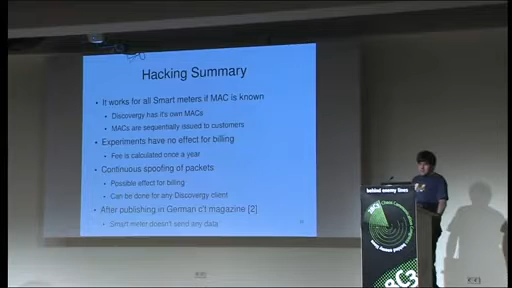 Hacking Summary
• It works for all Smart meters if MAC is known
• Discovergy has it's own MACs
• MACs are sequentially issued to customers
• Experiments have no effect for billing
• Fee is calculated once a year
• Continuous spoofing of packets
• Possible effect for billing
• Can be done for any Discovergy client
• After publishing in German c't magazine [2]
• Smart meter doesn't send any data
behind enemy lines